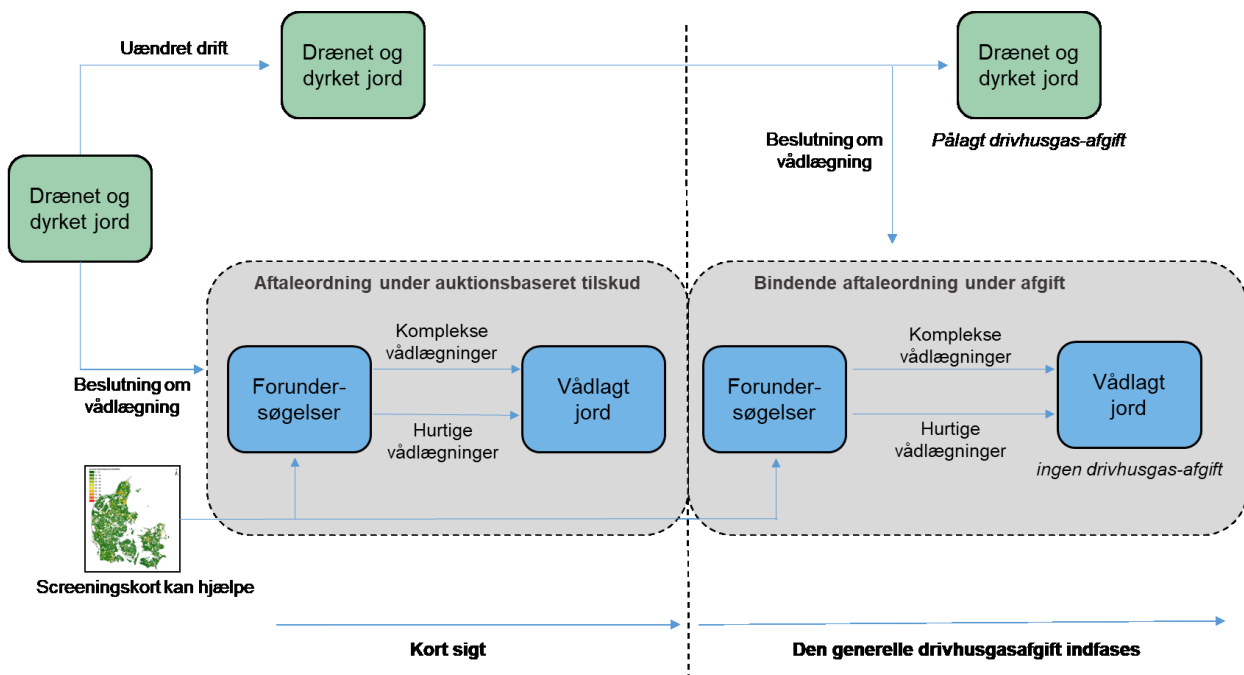 Uændret drift
Drænet og
dyrket jord
Drænet og
dyrket jord
Pålagt drivhusgas-afgift
Beslutning om
vådlægning
Drænet og
dyrket jord
Beslutning om
vådlægning
Aftaleordning under auktionsbaseret tilskud
Forunder-
søgelser
Komplekse
vådlægninger
Hurtige
vådlægninger
Vådlagt
jord
Bindende aftaleordning under afgift
Forunder-
søgelser
Komplekse
vådlægninger
Hurtige
vådlægninger
Vådlagt
jord
ingen drivhusgas-afgift
Screeningskort kan hjælpe
Kort sigt
Den generelle drivhusgasafgift indfases